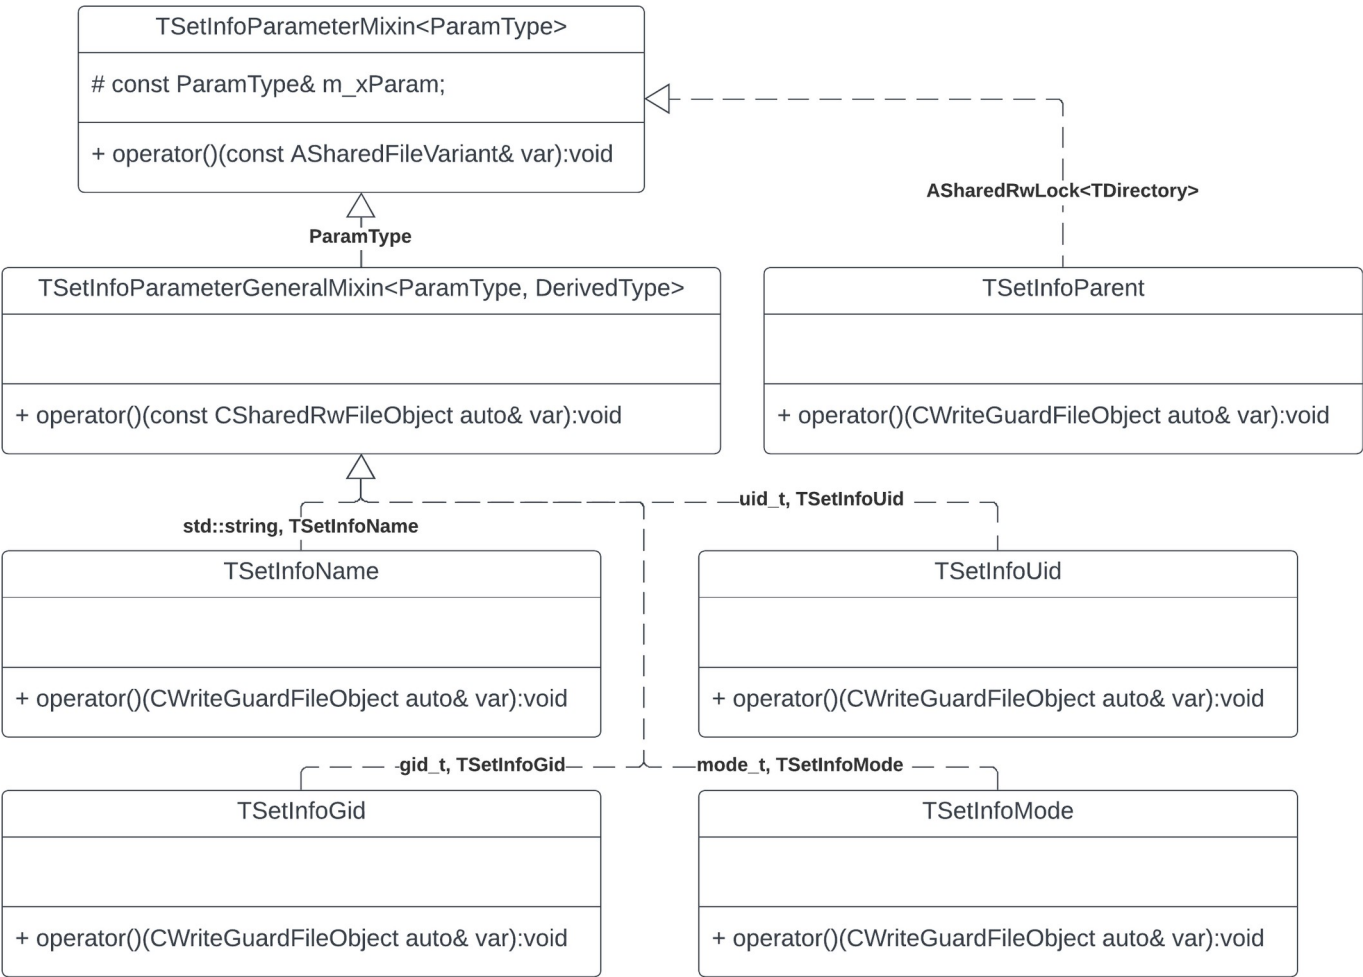 TSetInfoParameterMixin<ParamType>
# const ParamType& m_xParam;
+ operator()(const ASharedFileVariant& var):void
ASharedRwLock<TDirectory>
ParamType
TSetInfoParameterGeneralMixin<ParamType, DerivedType>
+ operator()(const CSharedRwFileObject auto& var):void
TSetInfoParent
+ operator()(CWriteGuardFileObject auto& var):void
std::string, TSetInfoName
uid_t, TSetInfoUid
TSetInfoName
+ operator()(CWriteGuardFileObject auto& var):void
TSetInfoUid
+ operator()(CWriteGuardFileObject auto& var):void
gid_t, TSetInfoGid
mode_t, TSetInfoMode
TSetInfoGid
+ operator()(CWriteGuardFileObject auto& var):void
TSetInfoMode
+ operator()(CWriteGuardFileObject auto& var):void